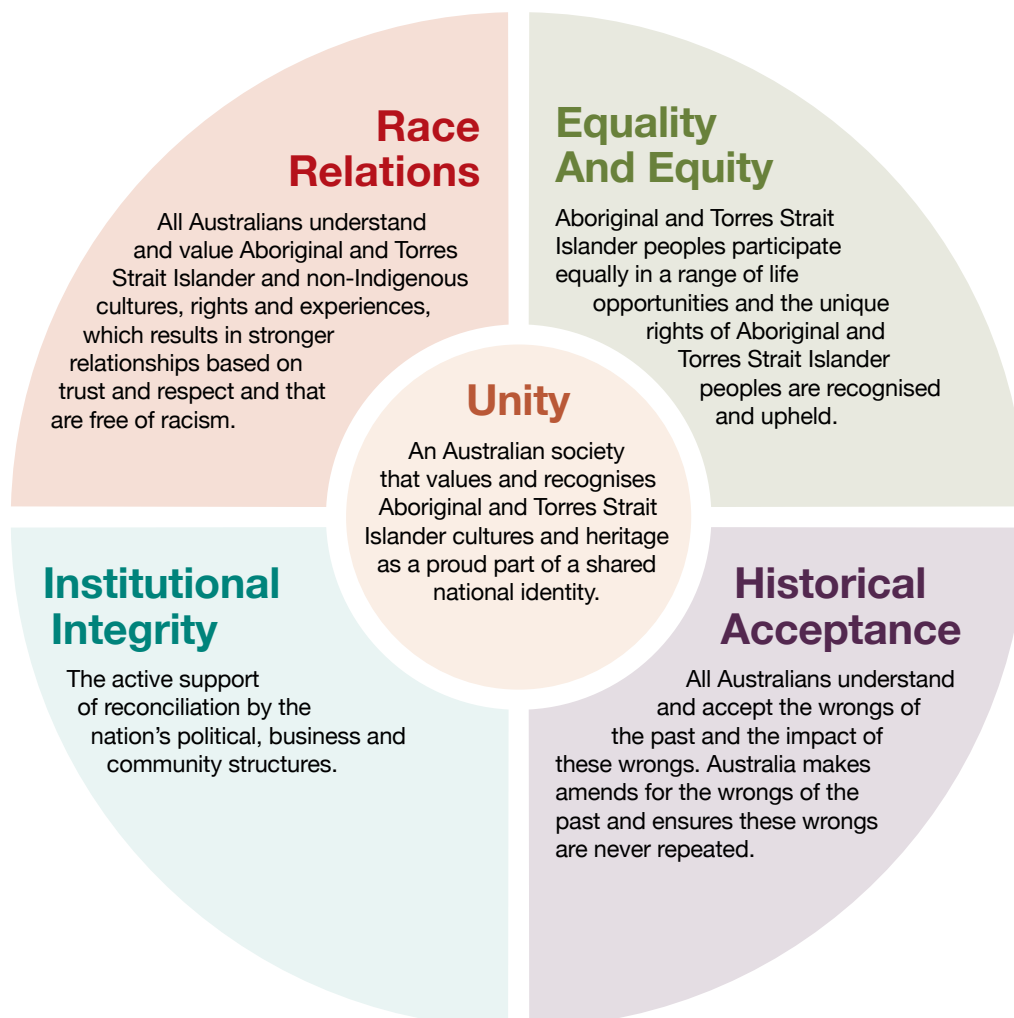 Race
Relations
All Australians understand
and value Aboriginal and Torres
Strait Islander and non-Indigenous
cultures, rights and experiences,
which results in stronger
relationships based on
trust and respect and that
are free of racism.
Equality
And Equity
Aboriginal and Torres Strait
Islander peoples participate
equally in a range of life
opportunities and the unique
rights of Aboriginal and
Torres Strait Islander
peoples are recognised
and upheld.
Unity
An Australian society
that values and recognises
Aboriginal and Torres Strait
Islander cultures and heritage
as a proud part of a shared
national identity.
Institutional
Integrity
The active support
of reconciliation by the
nation’s political, business and
community structures.
Historical
Acceptance
All Australians understand
and accept the wrongs of
the past and the impact of
these wrongs. Australia makes
amends for the wrongs of the
past and ensures these wrongs
are never repeated.